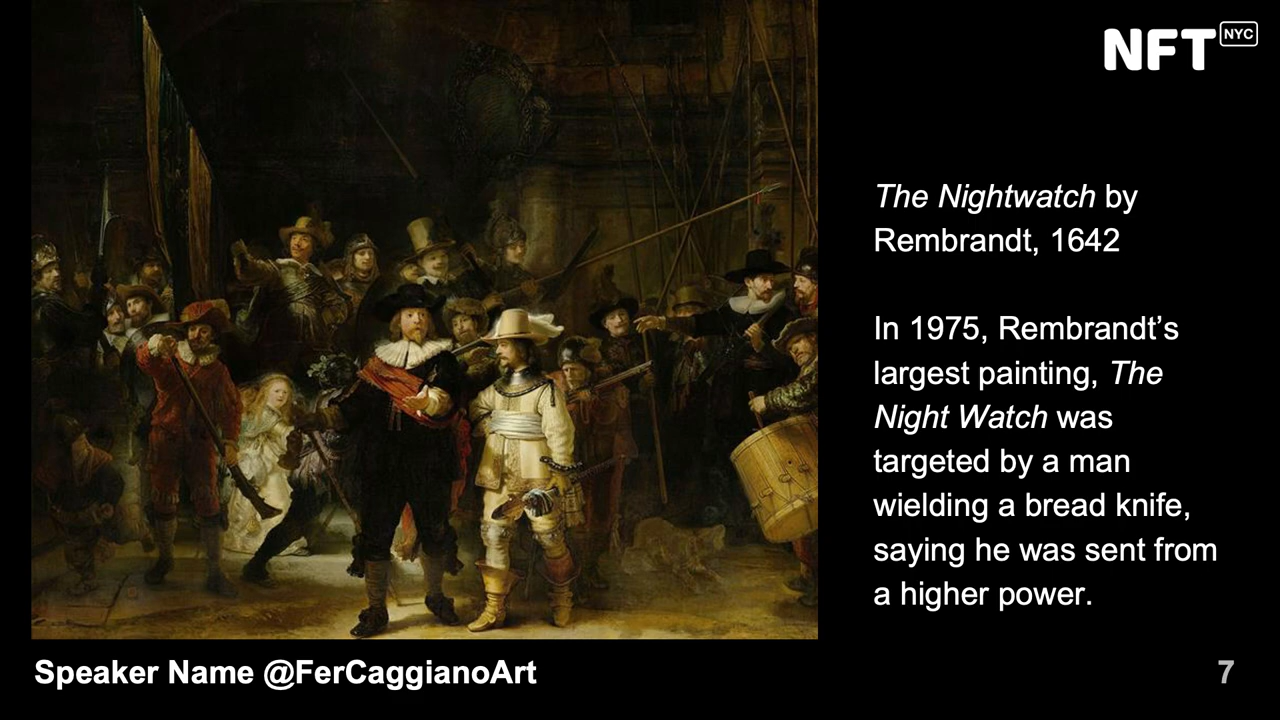 NFT NYC
The Nightwatch by
Rembrandt, 1642
In 1975, Rembrandt’s
largest painting, The
Night Watch was
targeted by a man
wielding a bread knife,
saying he was sent from
a higher power.
Speaker Name @FerCaggianoArt
7